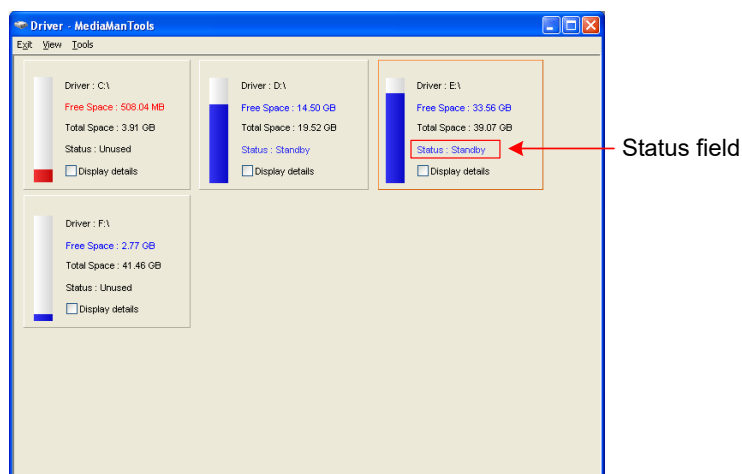 Driver - MediaManTools
Exit View Tools
Driver : C:\
Free Space : 508.04 MB
Total Space : 3.91 GB
Status : Unused
Display details
Driver : D:\
Free Space : 14.50 GB
Total Space : 19.52 GB
Status : Standby
Display details
Driver : E:\
Free Space : 33.56 GB
Total Space : 39.07 GB
Status : Standby
Display details
Status field
Driver : F:\
Free Space : 2.77 GB
Total Space : 41.46 GB
Status : Unused
Display details